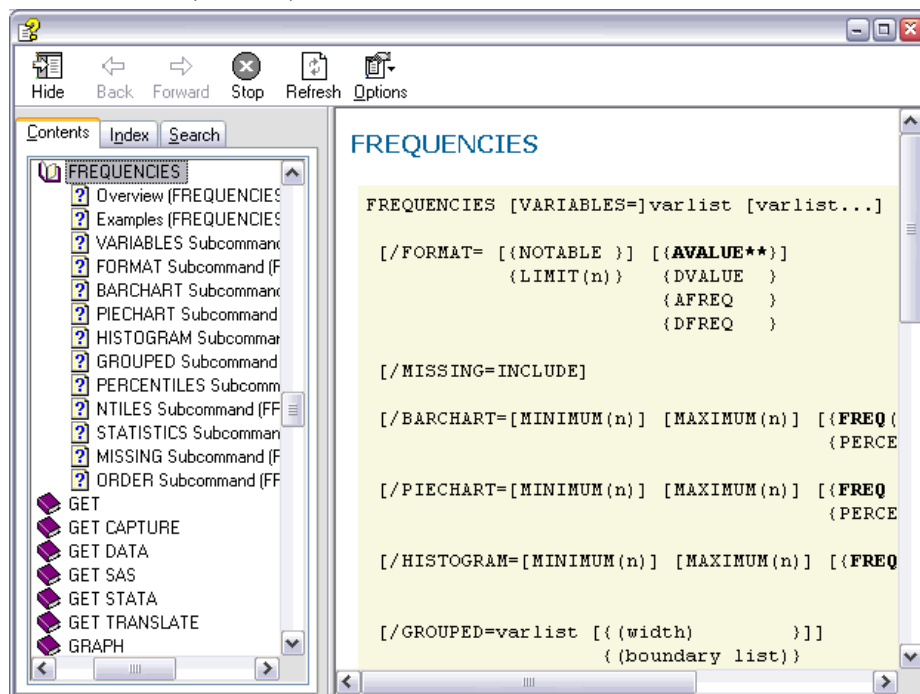 Hide Back Forward Stop Refresh Options
Contents Index Search
FREQUENCIES
Overview (FREQUENCIES
Examples (FREQUENCIES
VARIABLES Subcommand
FORMAT Subcommand (F
BARCHART Subcommand
PIECHART Subcommand
HISTOGRAM Subcommar
GROUPED Subcommand
PERCENTILES Subcomm
NTILES Subcommand (FF
STATISTICS Subcomman
MISSING Subcommand (F
ORDER Subcommand (FF
GET
GET CAPTURE
GET DATA
GET SAS
GET STATA
GET TRANSLATE
GRAPH
FREQUENCIES
FREQUENCIES [VARIABLES=]varlist [varlist...]
[/FORMAT= [{NOTABLE }] [{AVALUE**}]
{LIMIT(n)} {DVALUE }
{AFREQ }
{DFREQ }
[/MISSING=INCLUDE]
[/BARCHART=[MINIMUM(n)] [MAXIMUM(n)] [{FREQ(
{PERCE
[/PIECHART=[MINIMUM(n)] [MAXIMUM(n)] [{FREQ
{PERCE
[/HISTOGRAM=[MINIMUM(n)] [MAXIMUM(n)] [{FREQ
[/GROUPED=varlist [{(width) }]]
{(boundary list)}